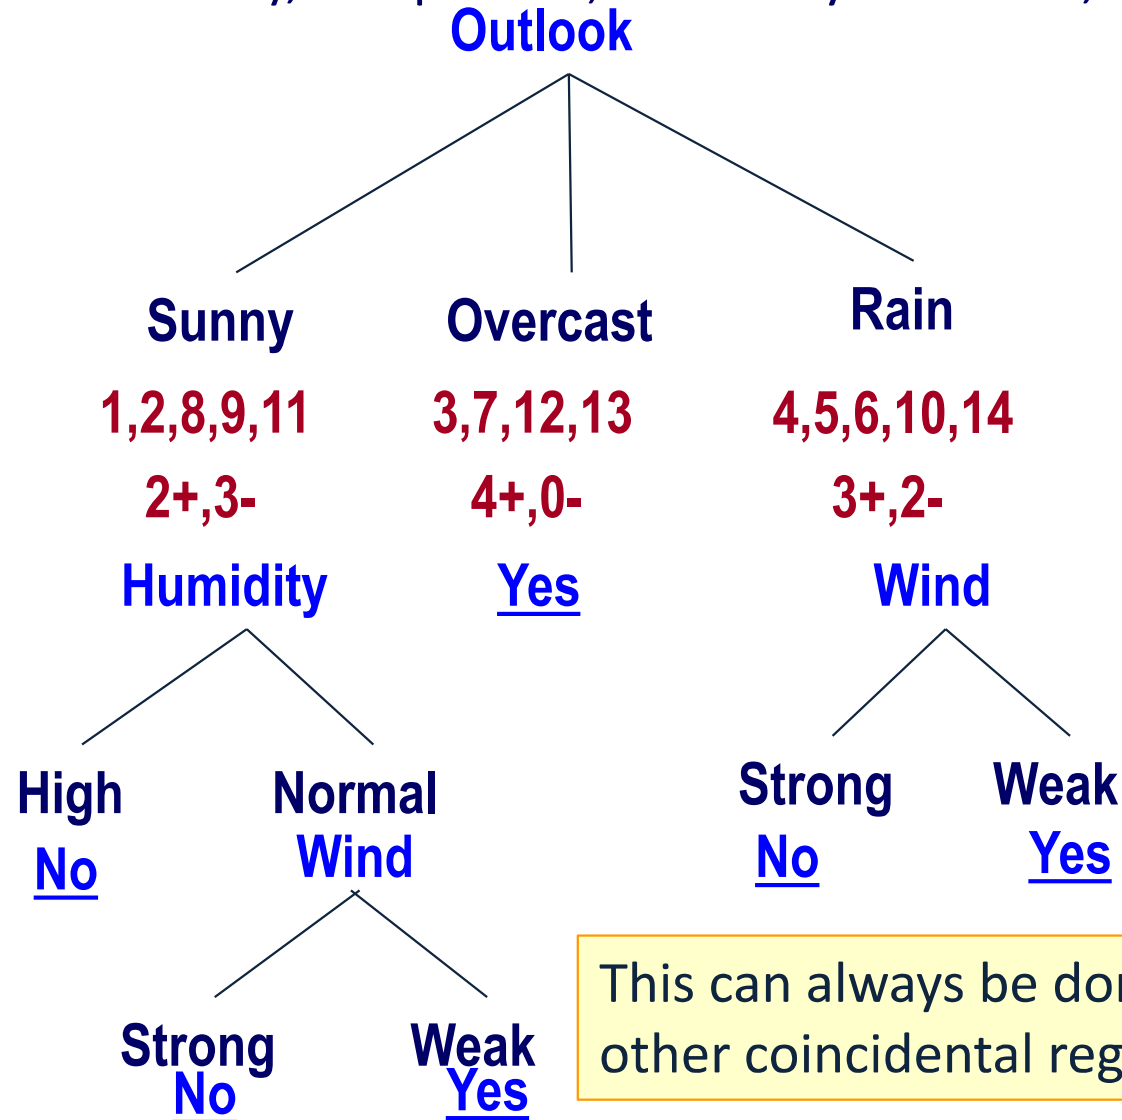 Outlook
Sunny Overcast Rain
1,2,8,9,11 3,7,12,13 4,5,6,10,14
2+,3- 4+,0- 3+,2-
Humidity Yes Wind
High Normal Strong Weak
No Wind No Yes
This can always be
other coincidental
Strong Weak
No Yes